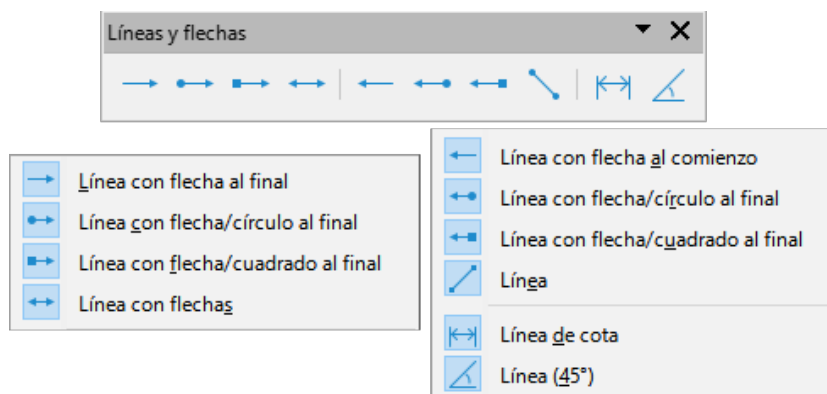 Líneas y flechas
Línea con flecha al final
Línea con flecha/círculo al final
Línea con flecha/cuadrado al final
Línea con flechas
Línea con flecha al comienzo
Línea con flecha/círculo al final
Línea con flecha/cuadrado al final
Línea
Línea de cota
Línea (45°)